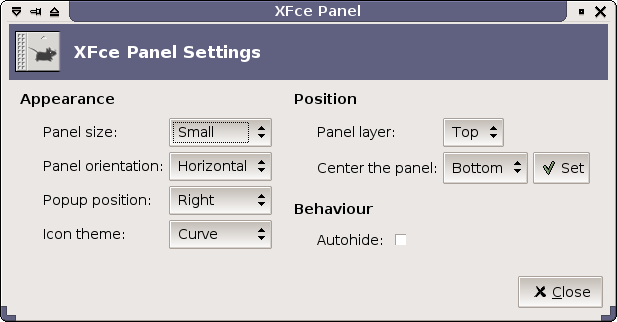 XFce Panel
XFce Panel Settings
Appearance
Panel size: Small
Panel orientation: Horizontal
Popup position: Right
Icon theme: Curve
Position
Panel layer: Top
Center the panel: Bottom Set
Behaviour
Autohide:
Close